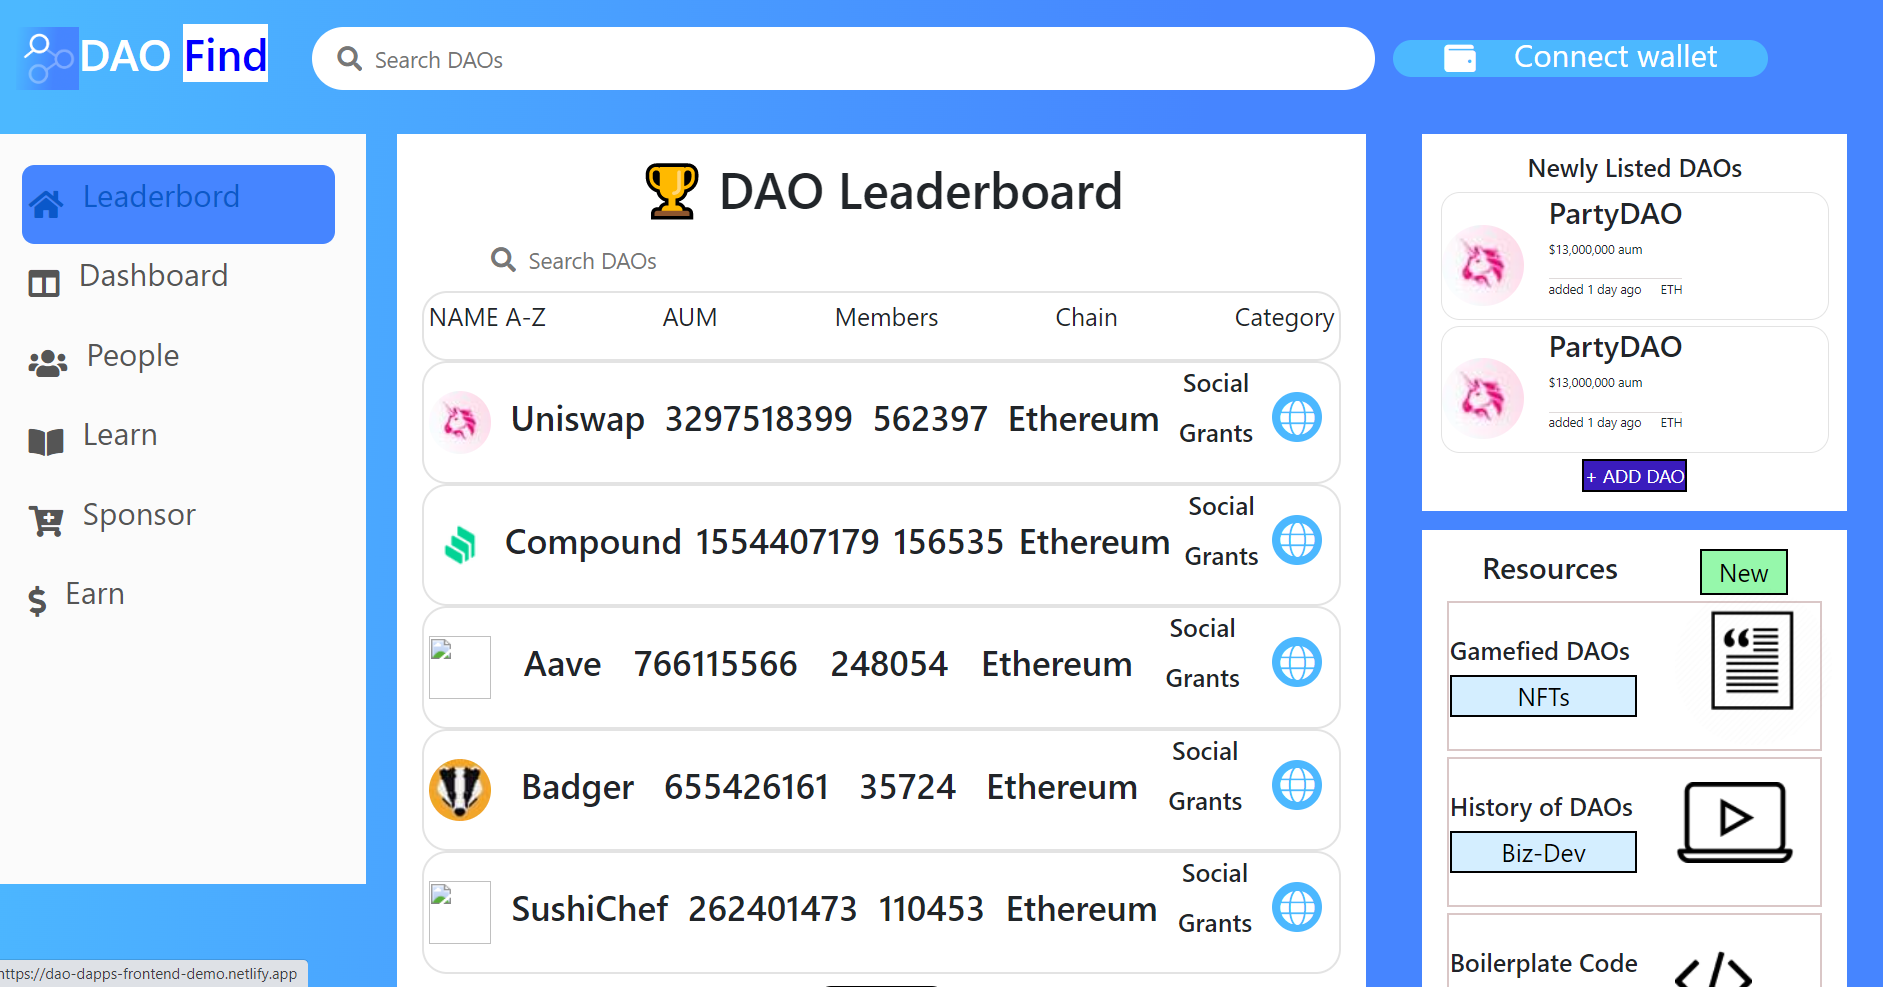 DAO Find
Search DAOs
Connect wallet
Leaderbord
Dashboard
People
Learn
Sponsor
Earn
DAO Leaderboard
Search DAOs
NAME A-Z AUM Members Chain Category
Uniswap 3297518399 562397 Ethereum Social Grants
Compound 1554407179 156535 Ethereum Social Grants
Aave 766115566 248054 Ethereum Social Grants
Badger 655426161 35724 Ethereum Social Grants
SushiChef 262401473 110453 Ethereum Social Grants
Newly Listed DAOs
PartyDAO
$13,000,000 aum
added 1 day ago ETH
PartyDAO
$13,000,000 aum
added 1 day ago ETH
+ ADD DAO
Resources New
Gamefied DAOs
NFTs
History of DAOs
Biz-Dev
Boilerplate Code
https://dao-dapps-frontend-demo.netlify.app